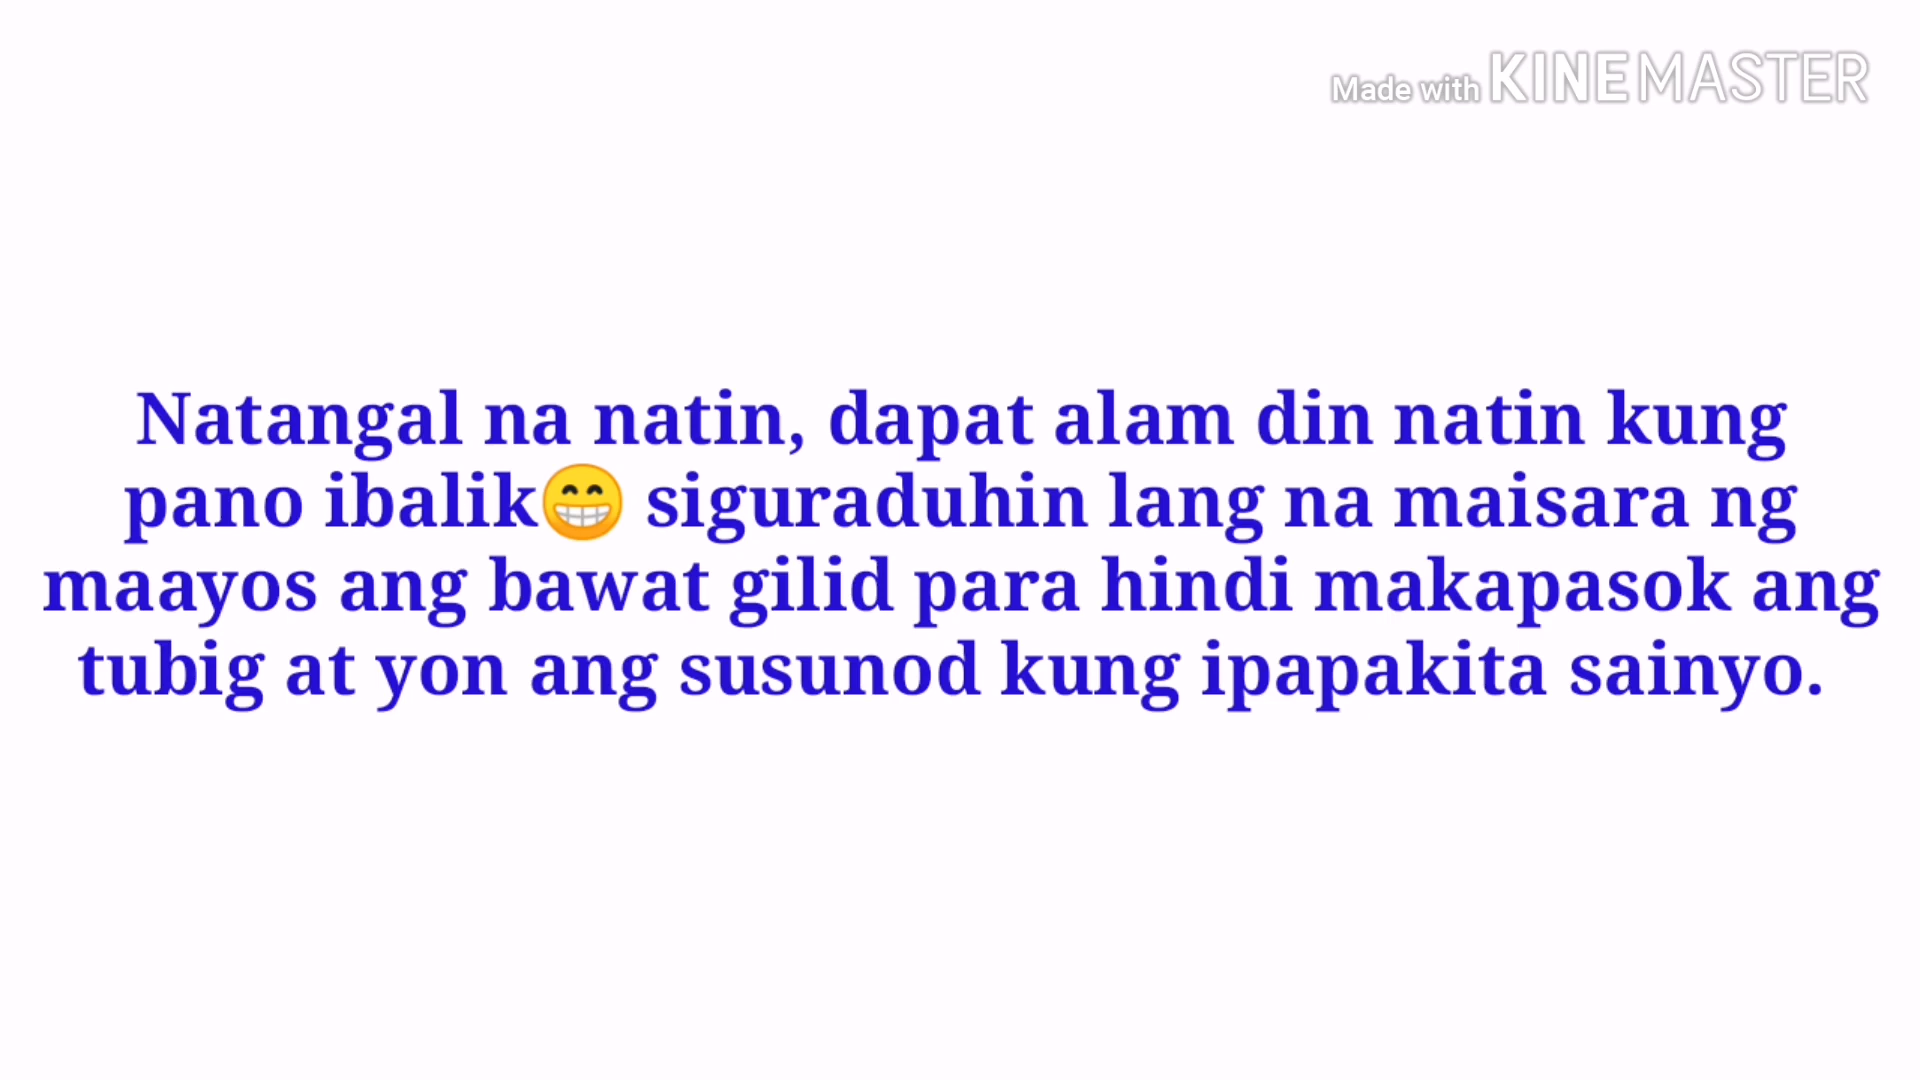 Made with KINEMASTER
Natangal na natin, dapat alam din natin kung
pano ibalik😁 siguraduhin lang na maisara ng
maayos ang bawat gilid para hindi makapasok ang
tubig at yon ang susunod kung ipapakita sainyo.